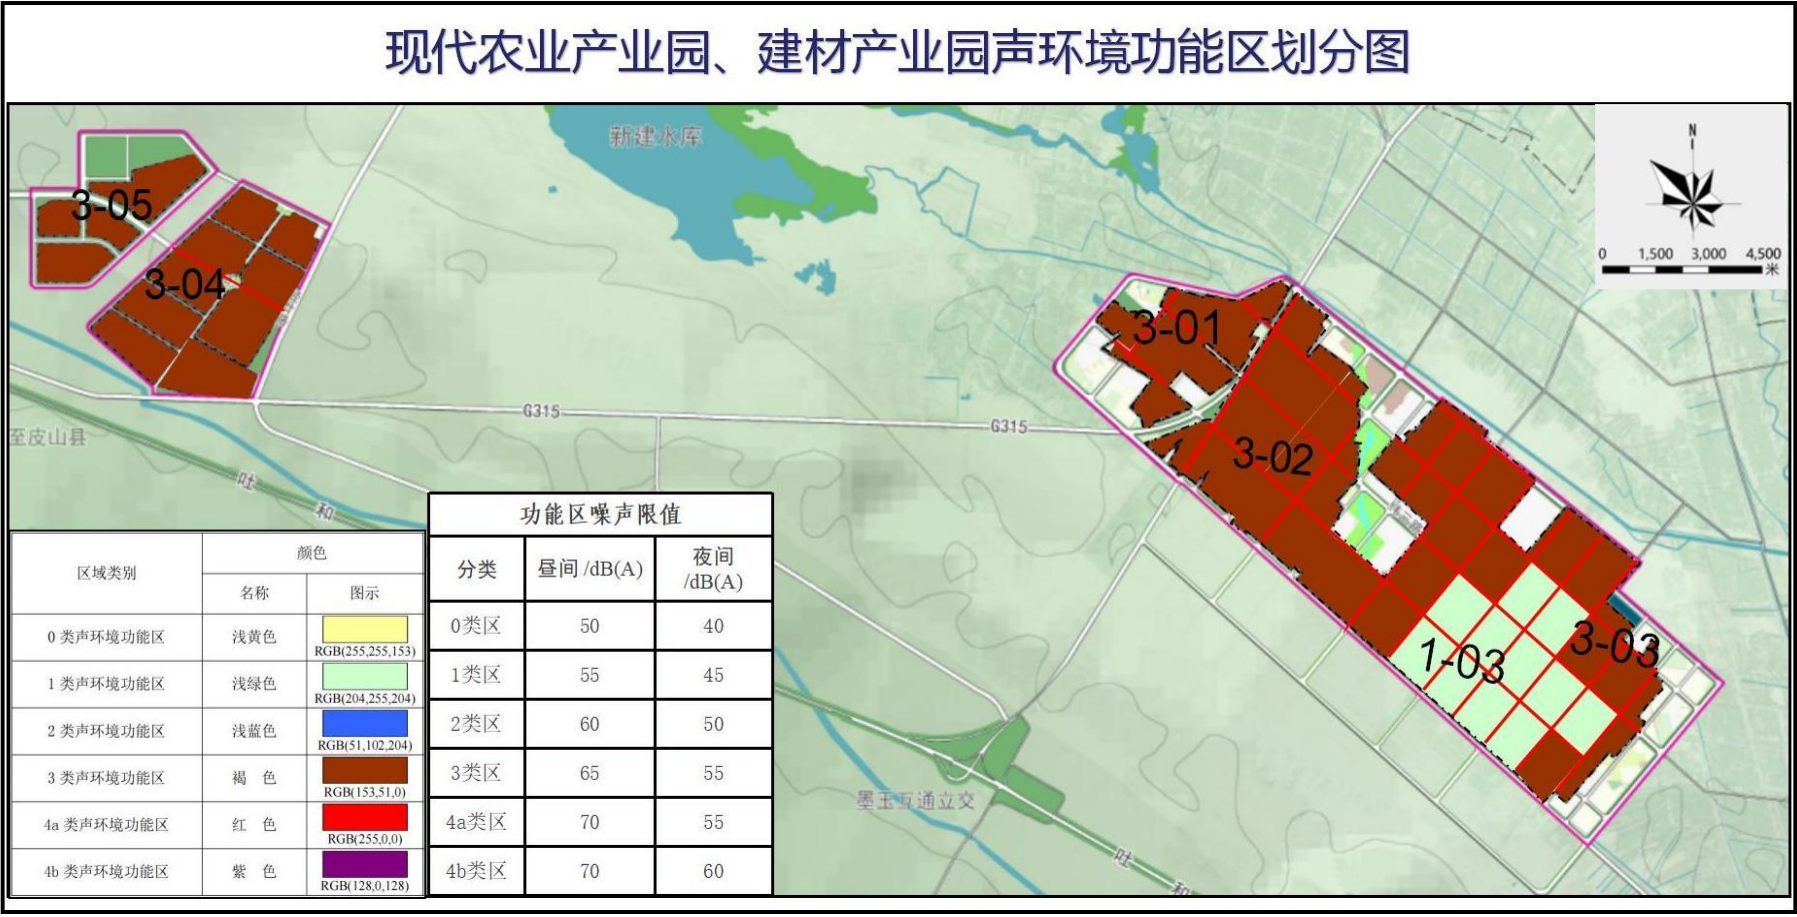 现代农业产业园、建材产业园声环境功能区划分图
新建水库
N
0 1,500 3,000 4,500
米
3-05
3-04
3-01
3-02
3-03
1-03
G315
G315
至皮山县
吐
和
墨玉互通立交
吐
和
区域类别 颜色
名称 图示
0 类声环境功能区 浅黄色 RGB(255,255,153)
1 类声环境功能区 浅绿色 RGB(204,255,204)
2 类声环境功能区 浅蓝色 RGB(51,102,204)
3 类声环境功能区 褐 色 RGB(153,51,0)
4a 类声环境功能区 红 色 RGB(255,0,0)
4b 类声环境功能区 紫 色 RGB(128,0,128)
功能区噪声限值
分类 昼间/dB(A) 夜间/dB(A)
0类区 50 40
1类区 55 45
2类区 60 50
3类区 65 55
4a类区 70 55
4b类区 70 60